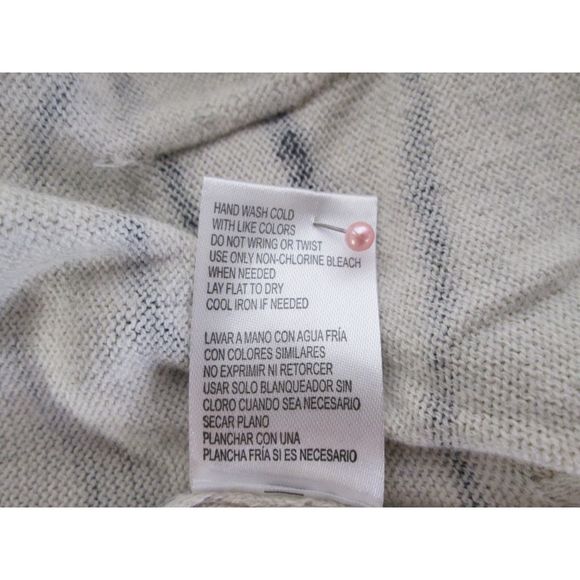 HAND WASH COLD
WITH LIKE COLORS
DO NOT WRING OR TWIST
USE ONLY NON-CHLORINE BLEACH
WHEN NEEDED
LAY FLAT TO DRY
COOL IRON IF NEEDED
LAVAR A MANO CON AGUA FRÍA
CON COLORES SIMILARES
NO EXPRIMIR NI RETORCER
USAR SOLO BLANQUEADOR SIN
CLORO CUANDO SEA NECESARIO
SECAR PLANO
PLANCHAR CON UNA
PLANCHA FRÍA SI ES NECESARIO